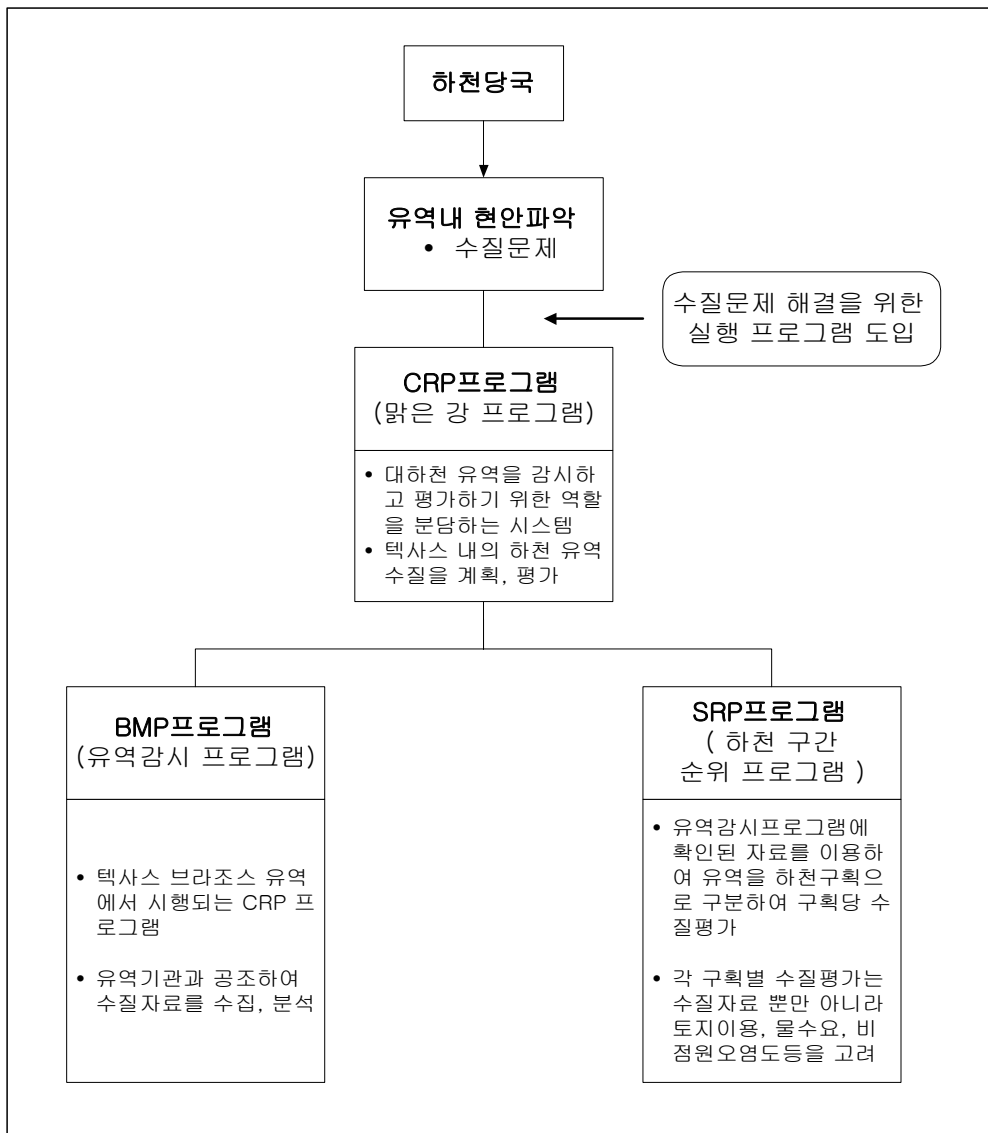 하천당국
유역내 현안파악
• 수질문제
수질문제 해결을 위한
실행 프로그램 도입
CRP프로그램
(맑은 강 프로그램)
• 대하천 유역을 감시하
고 평가하기 위한 역할
을 분담하는 시스템
• 텍사스 내의 하천 유역
수질을 계획, 평가
BMP프로그램
(유역감시 프로그램)
• 텍사스 브라조스 유역
에서 시행되는 CRP 프
로그램
• 유역기관과 공조하여
수질자료를 수집, 분석
SRP프로그램
( 하천 구간
순위 프로그램 )
• 유역감시프로그램에
확인된 자료를 이용하
여 유역을 하천구획으
로 구분하여 구획당 수
질평가
• 각 구획별 수질평가는
수질자료 뿐만 아니라
토지이용, 물수요, 비
점원오염도등을 고려